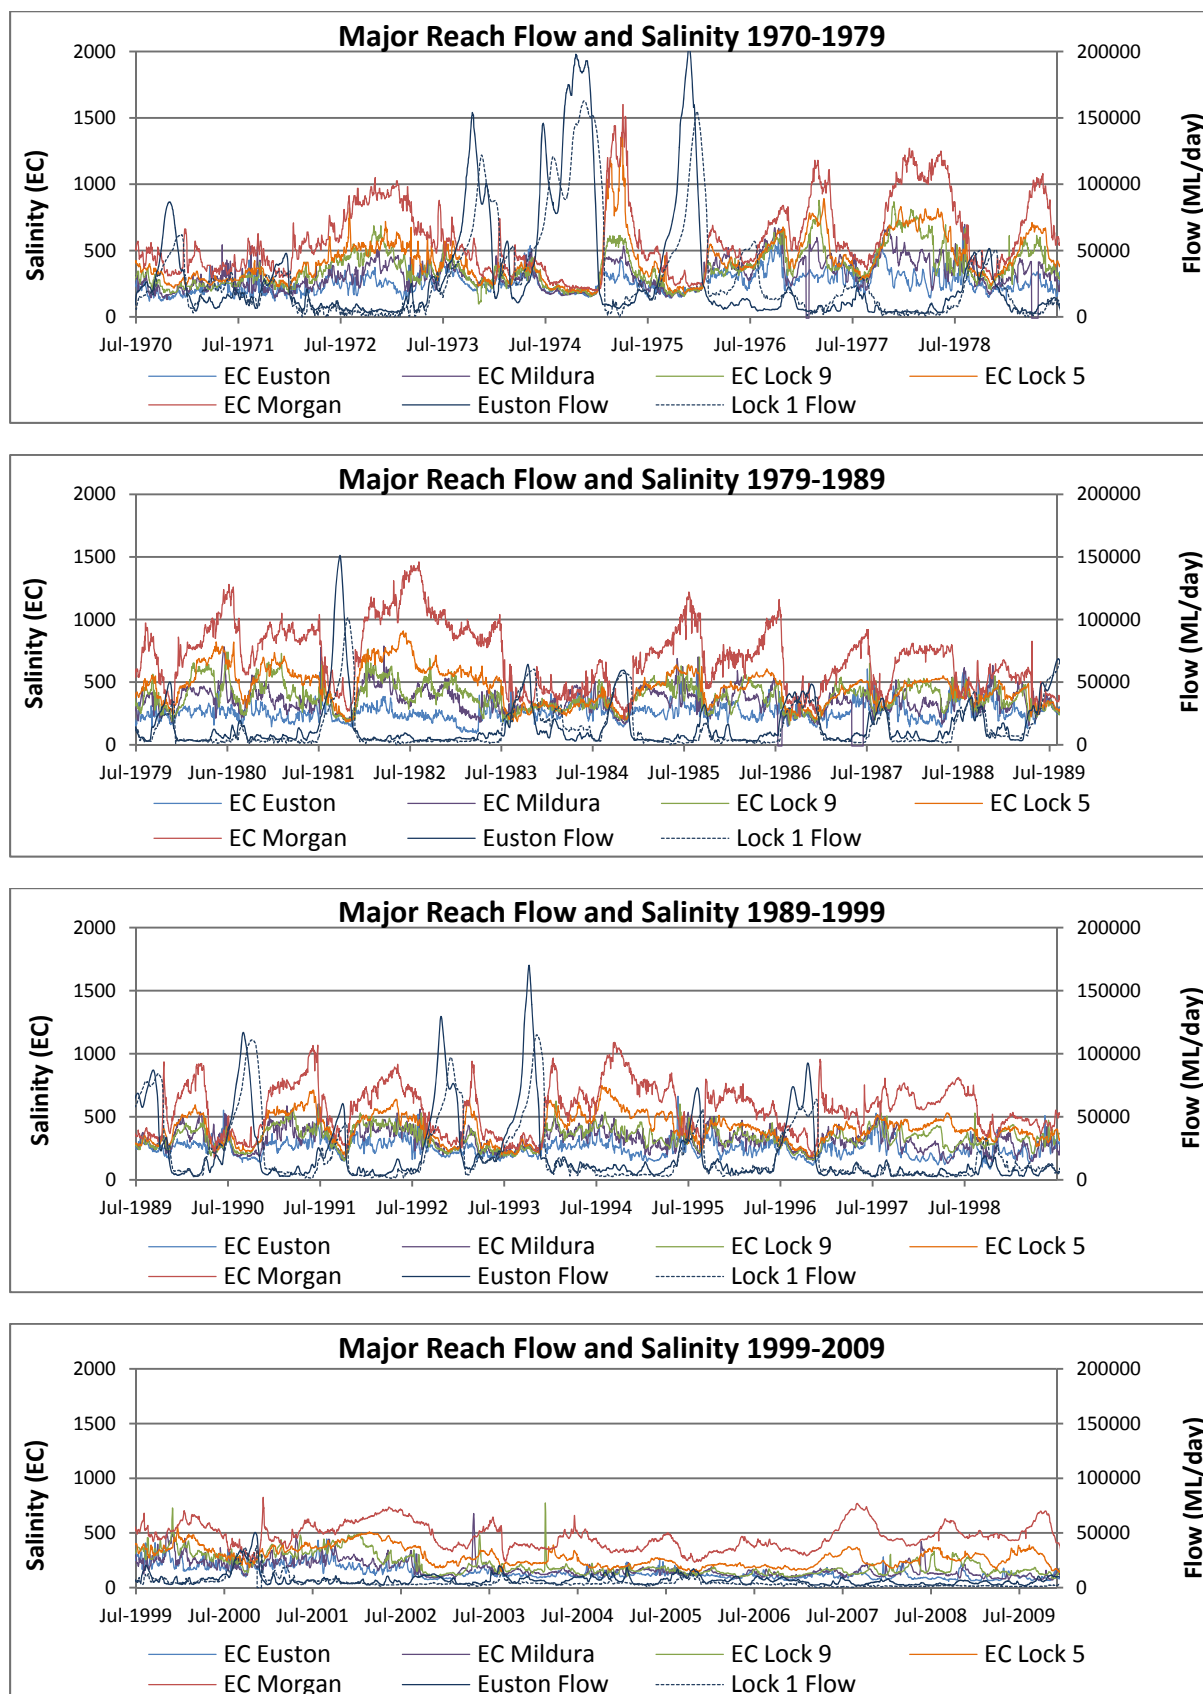 Major Reach Flow and Salinity 1970-1979
2000 200000
1500 150000
1000 100000
500 50000
0 0
Salinity (EC)
Flow (ML/day)
Jul-1970 Jul-1971 Jul-1972 Jul-1973 Jul-1974 Jul-1975 Jul-1976 Jul-1977 Jul-1978
EC Euston EC Mildura EC Lock 9 EC Lock 5
EC Morgan Euston Flow Lock 1 Flow
Major Reach Flow and Salinity 1979-1989
2000 200000
1500 150000
1000 100000
500 50000
0 0
Salinity (EC)
Flow (ML/day)
Jul-1979 Jun-1980 Jul-1981 Jul-1982 Jul-1983 Jul-1984 Jul-1985 Jul-1986 Jul-1987 Jul-1988 Jul-1989
EC Euston EC Mildura EC Lock 9 EC Lock 5
EC Morgan Euston Flow Lock 1 Flow
Major Reach Flow and Salinity 1989-1999
2000 200000
1500 150000
1000 100000
500 50000
0 0
Salinity (EC)
Flow (ML/day)
Jul-1989 Jul-1990 Jul-1991 Jul-1992 Jul-1993 Jul-1994 Jul-1995 Jul-1996 Jul-1997 Jul-1998
EC Euston EC Mildura EC Lock 9 EC Lock 5
EC Morgan Euston Flow Lock 1 Flow
Major Reach Flow and Salinity 1999-2009
2000 200000
1500 150000
1000 100000
500 50000
0 0
Salinity (EC)
Flow (ML/day)
Jul-1999 Jul-2000 Jul-2001 Jul-2002 Jul-2003 Jul-2004 Jul-2005 Jul-2006 Jul-2007 Jul-2008 Jul-2009
EC Euston EC Mildura EC Lock 9 EC Lock 5
EC Morgan Euston Flow Lock 1 Flow